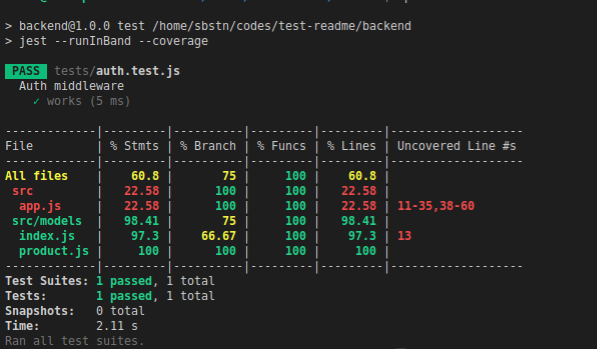 > backend@1.0.0 test /home/sbstn/codes/test-readme/backend
> jest --runInBand --coverage
PASS tests/auth.test.js
Auth middleware
✓ works (5 ms)
-------------|---------|----------|---------|---------|-------------------
File         | % Stmts | % Branch | % Funcs | % Lines | Uncovered Line #s
-------------|---------|----------|---------|---------|-------------------
All files    |    60.8 |       75 |     100 |    60.8 |
 src         |   22.58 |      100 |     100 |   22.58 |
  app.js     |   22.58 |      100 |     100 |   22.58 | 11-35,38-60
 src/models  |   98.41 |       75 |     100 |   98.41 |
  index.js   |    97.3 |    66.67 |     100 |    97.3 | 13
  product.js |     100 |      100 |     100 |     100 |
-------------|---------|----------|---------|---------|-------------------
Test Suites: 1 passed, 1 total
Tests:       1 passed, 1 total
Snapshots:   0 total
Time:        2.11 s
Ran all test suites.